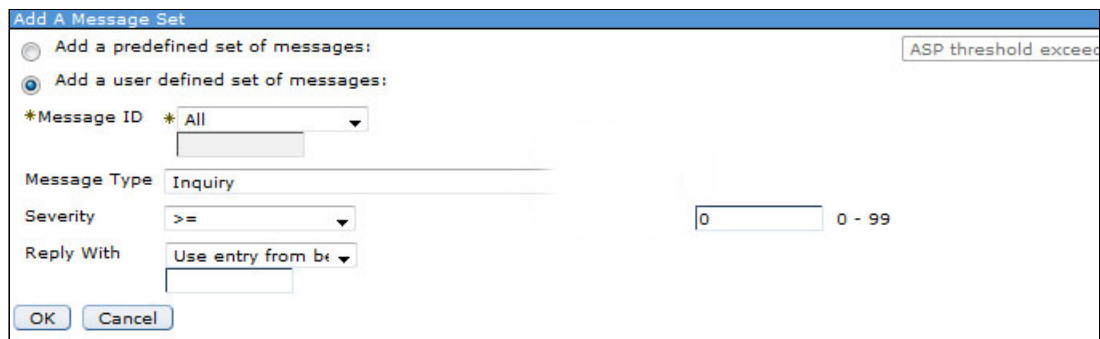 Add A Message Set
Add a predefined set of messages:
ASP threshold exceed
Add a user defined set of messages:
*Message ID * All
Message Type Inquiry
Severity >= 0 0 - 99
Reply With Use entry from be
OK Cancel